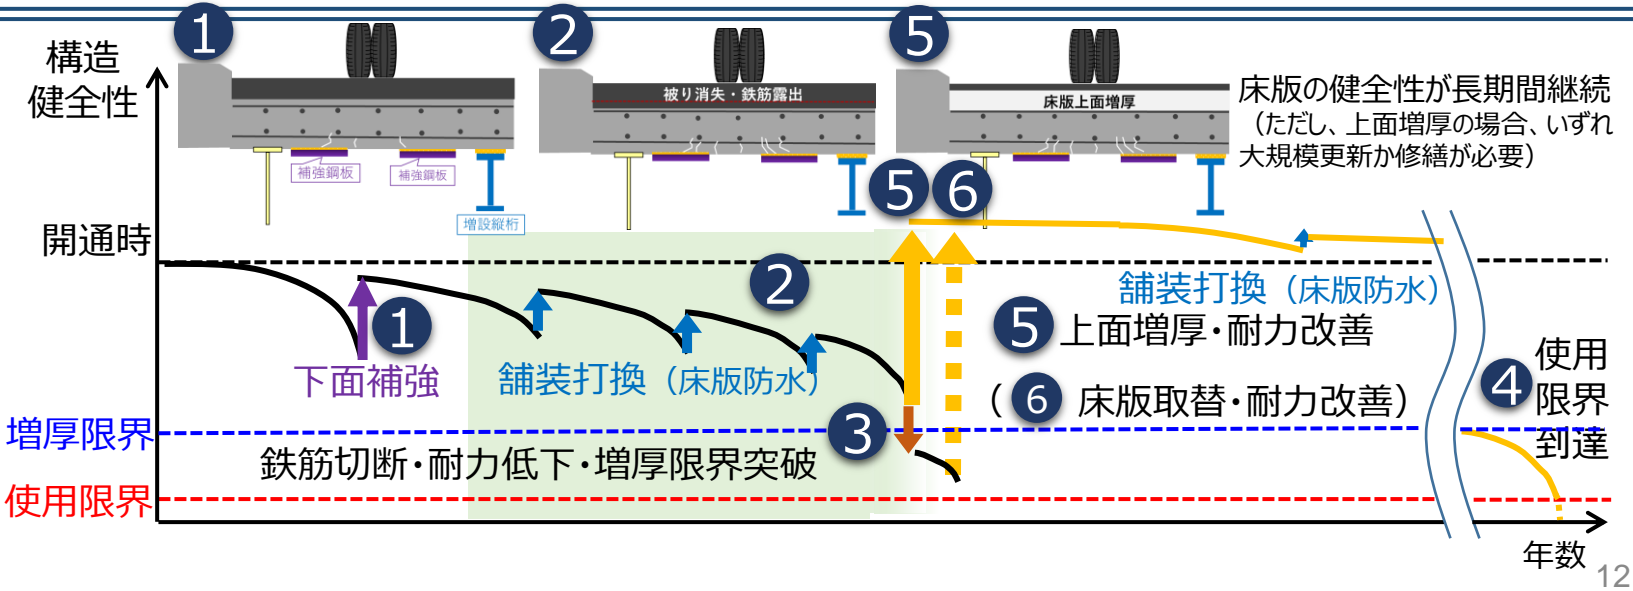 構造
健全性
1
2
5
被り消失・鉄筋露出
床版上面増厚
床版の健全性が長期間継続
（ただし、上面増厚の場合、いずれ
大規模更新か修繕が必要）
補強鋼板
補強鋼板
増設縦桁
5 6
開通時
1
下面補強
2
舗装打換（床版防水）
舗装打換（床版防水）
5 上面増厚・耐力改善
（ 6 床版取替・耐力改善）
4 使用
限界
到達
増厚限界
3
鉄筋切断・耐力低下・増厚限界突破
使用限界
年数
12